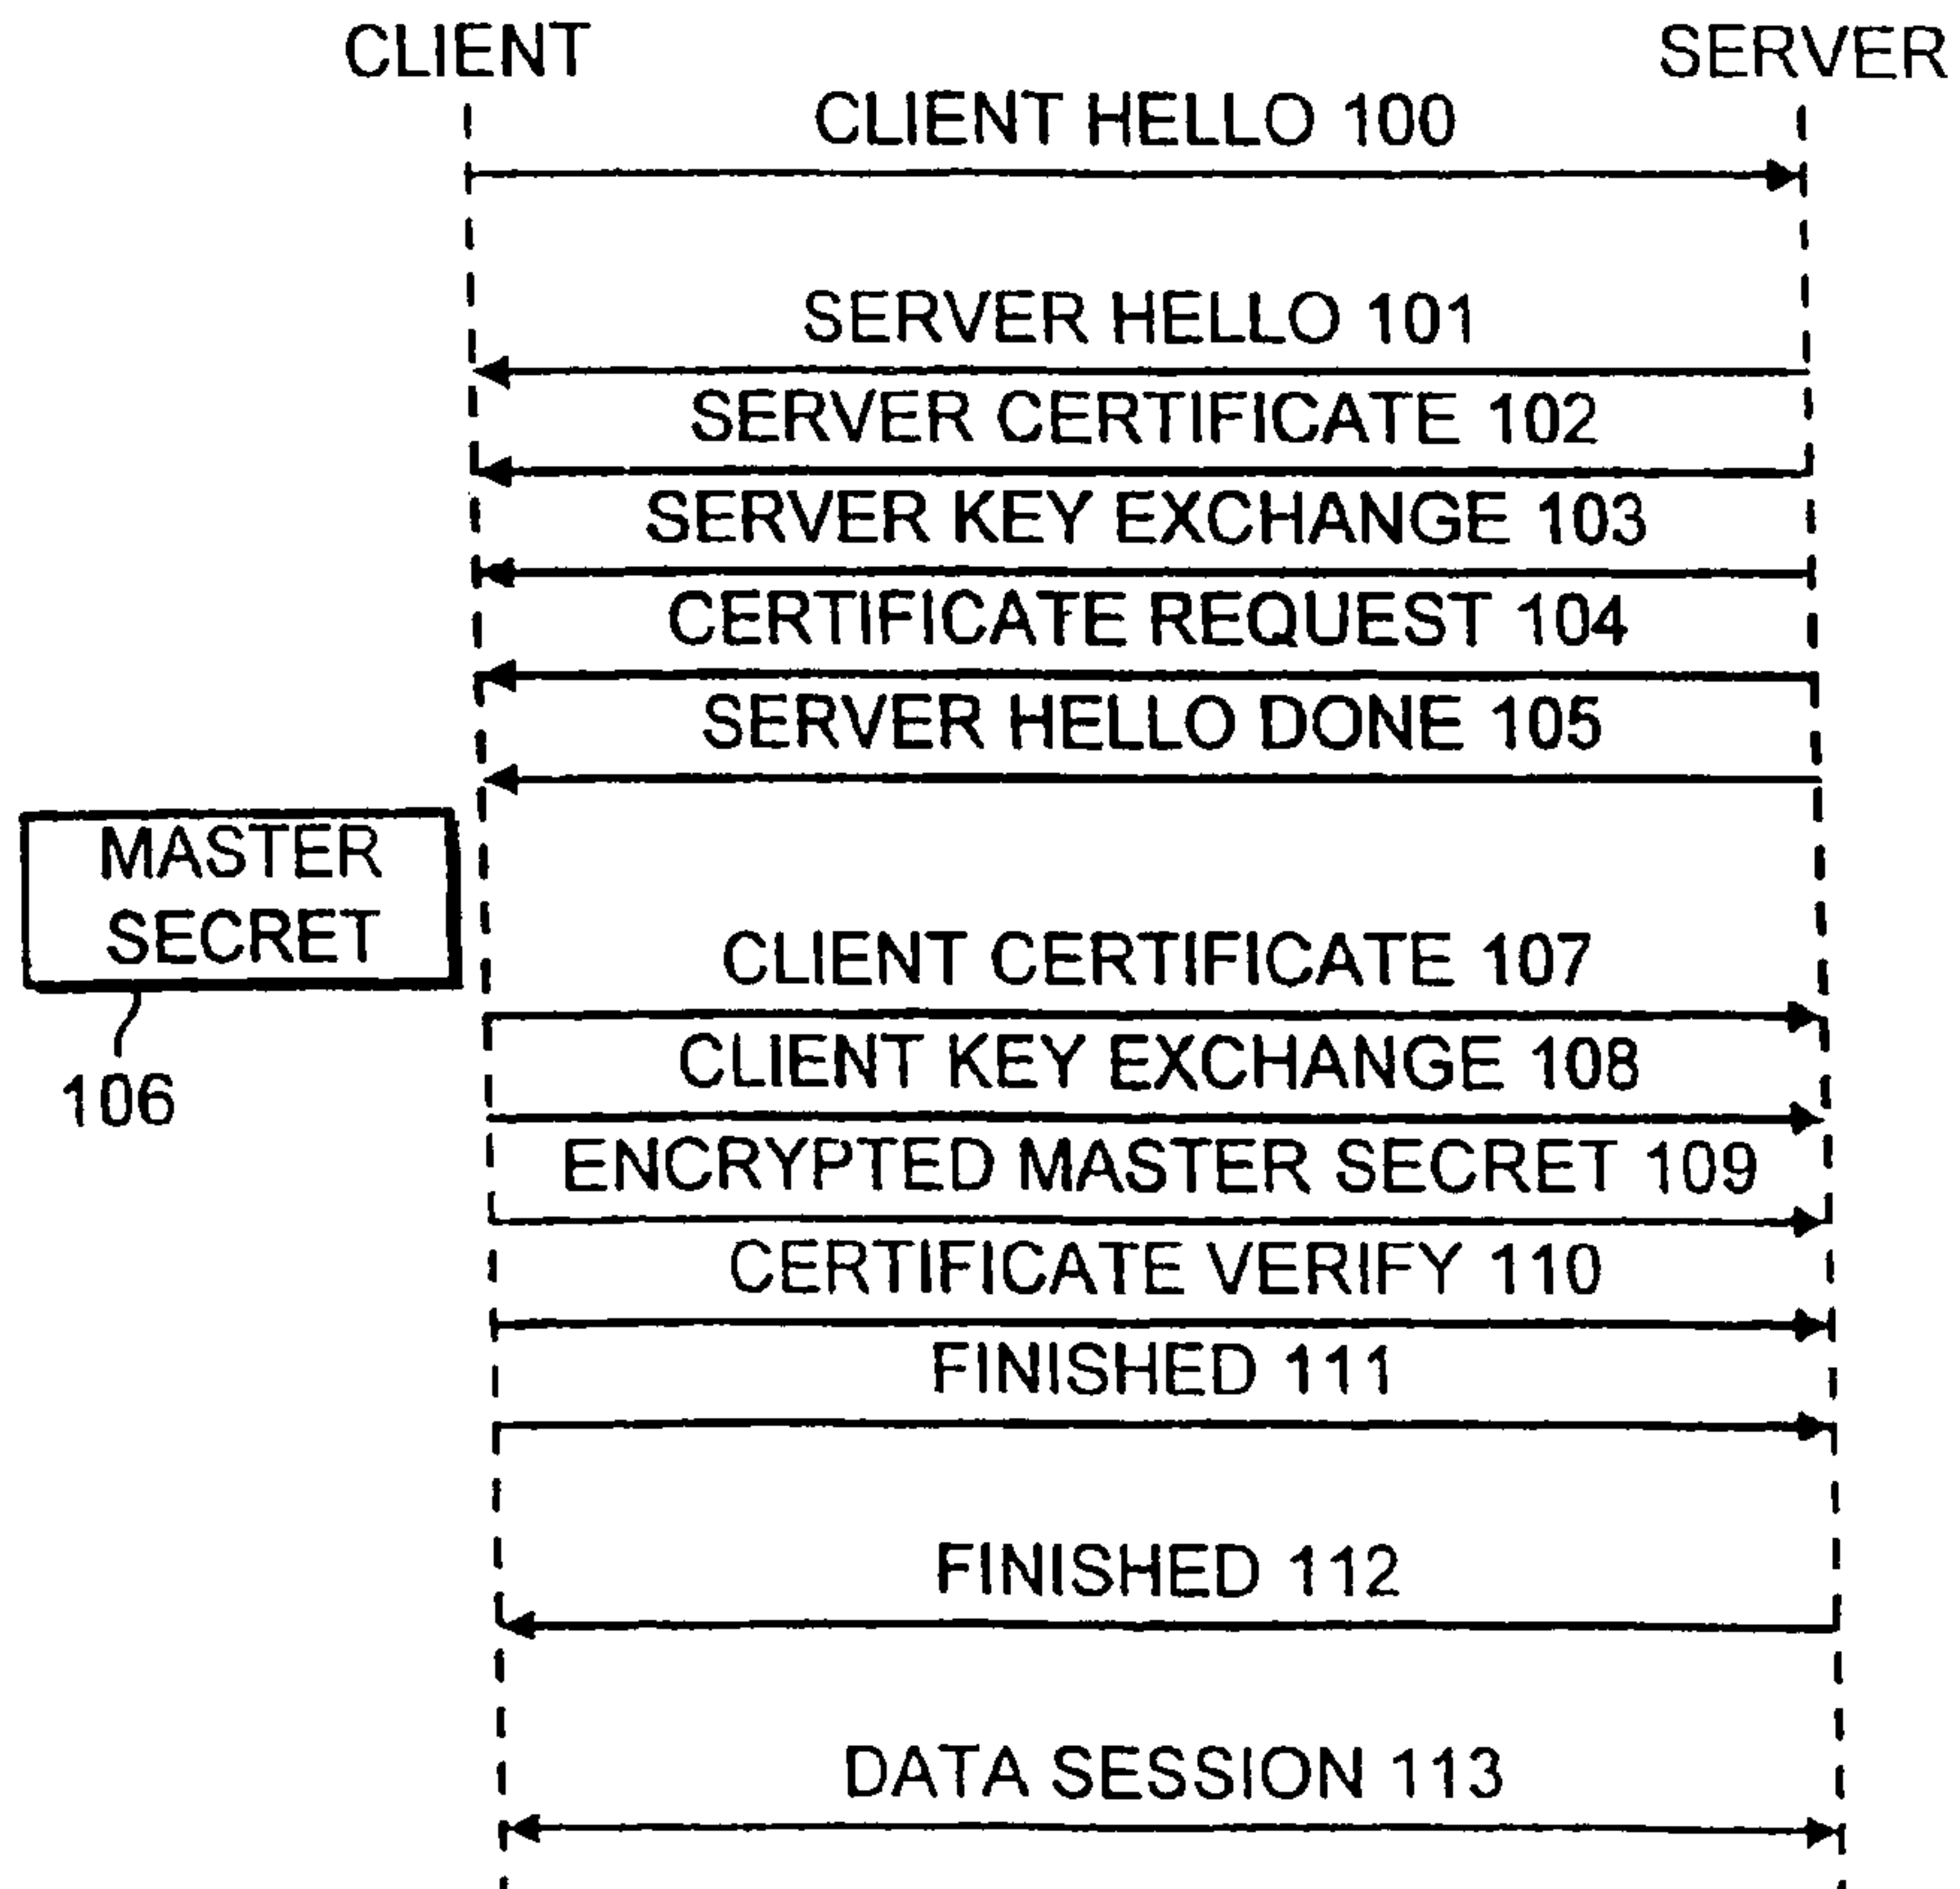 CLIENT
SERVER
CLIENT HELLO 100
SERVER HELLO 101
SERVER CERTIFICATE 102
SERVER KEY EXCHANGE 103
CERTIFICATE REQUEST 104
SERVER HELLO DONE 105
MASTER
SECRET
106
CLIENT CERTIFICATE 107
CLIENT KEY EXCHANGE 108
ENCRYPTED MASTER SECRET 109
CERTIFICATE VERIFY 110
FINISHED 111
FINISHED 112
DATA SESSION 113